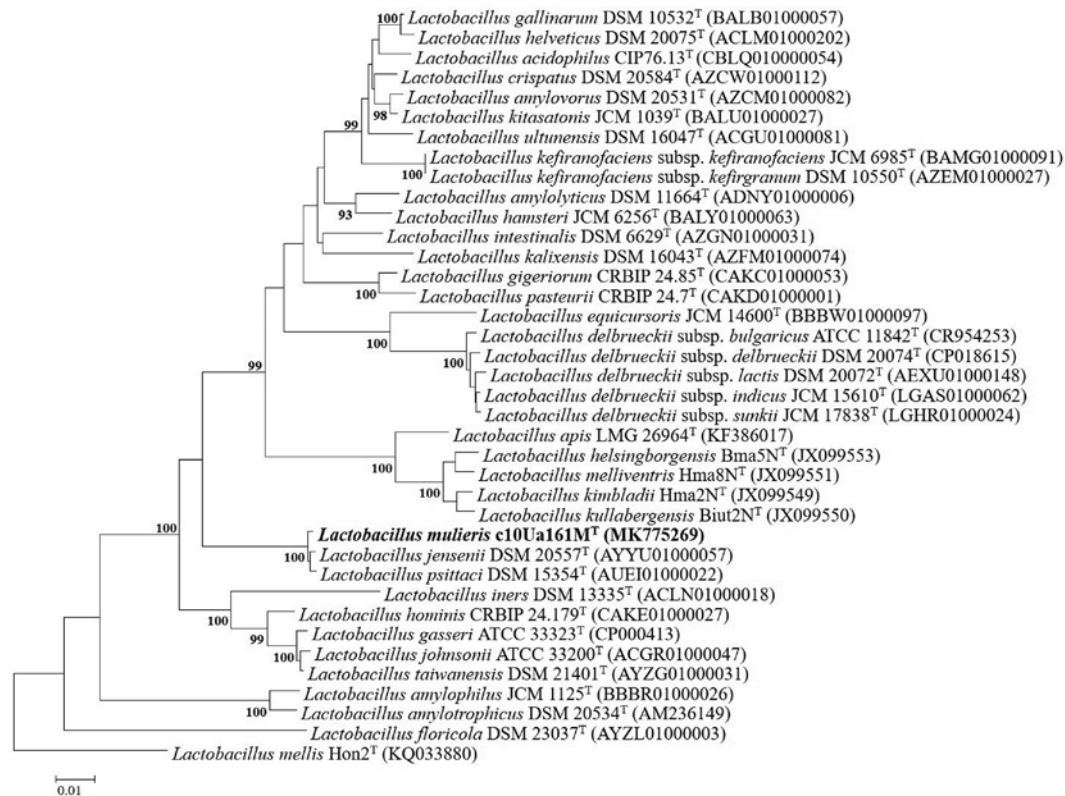 100 Lactobacillus gallinarum DSM 10532ᵀ (BALB01000057)
Lactobacillus helveticus DSM 20075ᵀ (ACLM01000202)
Lactobacillus acidophilus CIP76.13ᵀ (CBLQ010000054)
Lactobacillus crispatus DSM 20584ᵀ (AZCW01000112)
Lactobacillus amylovorus DSM 20531ᵀ (AZCM01000082)
98 Lactobacillus kitasatonis JCM 1039ᵀ (BALU01000027)
99
Lactobacillus ultunensis DSM 16047ᵀ (ACGU01000081)
Lactobacillus kefiranofaciens subsp. kefiranofaciens JCM 6985ᵀ (BAMG01000091)
100 Lactobacillus kefiranofaciens subsp. kefirgranum DSM 10550ᵀ (AZEM01000027)
Lactobacillus amylolyticus DSM 11664ᵀ (ADNY01000006)
93 Lactobacillus hamsteri JCM 6256ᵀ (BALY01000063)
Lactobacillus intestinalis DSM 6629ᵀ (AZGN01000031)
Lactobacillus kalixensis DSM 16043ᵀ (AZFM01000074)
Lactobacillus gigeriorum CRBIP 24.85ᵀ (CAKC01000053)
100 Lactobacillus pasteurii CRBIP 24.7ᵀ (CAKD01000001)
Lactobacillus equicursoris JCM 14600ᵀ (BBBW01000097)
Lactobacillus delbrueckii subsp. bulgaricus ATCC 11842ᵀ (CR954253)
100
Lactobacillus delbrueckii subsp. delbrueckii DSM 20074ᵀ (CP018615)
99
100
Lactobacillus delbrueckii subsp. lactis DSM 20072ᵀ (AEXU01000148)
Lactobacillus delbrueckii subsp. indicus JCM 15610ᵀ (LGAS01000062)
Lactobacillus delbrueckii subsp. sunkii JCM 17838ᵀ (LGHR01000024)
Lactobacillus apis LMG 26964ᵀ (KF386017)
Lactobacillus helsingborgensis Bma5Nᵀ (JX099553)
100
Lactobacillus melliventris Hma8Nᵀ (JX099551)
100 Lactobacillus kimbladii Hma2Nᵀ (JX099549)
Lactobacillus kullabergensis Biut2Nᵀ (JX099550)
100
Lactobacillus mulieris c10Ua161Mᵀ (MK775269)
100 Lactobacillus jensenii DSM 20557ᵀ (AYYU01000057)
Lactobacillus psittaci DSM 15354ᵀ (AUEI01000022)
Lactobacillus iners DSM 13335ᵀ (ACLN01000018)
100 Lactobacillus hominis CRBIP 24.179ᵀ (CAKE01000027)
99
Lactobacillus gasseri ATCC 33323ᵀ (CP000413)
100 Lactobacillus johnsonii ATCC 33200ᵀ (ACGR01000047)
Lactobacillus taiwanensis DSM 21401ᵀ (AYZG01000031)
Lactobacillus amylophilus JCM 1125ᵀ (BBBR01000026)
100 Lactobacillus amylotrophicus DSM 20534ᵀ (AM236149)
Lactobacillus floricola DSM 23037ᵀ (AYZL01000003)
Lactobacillus mellis Hon2ᵀ (KQ033880)
0.01